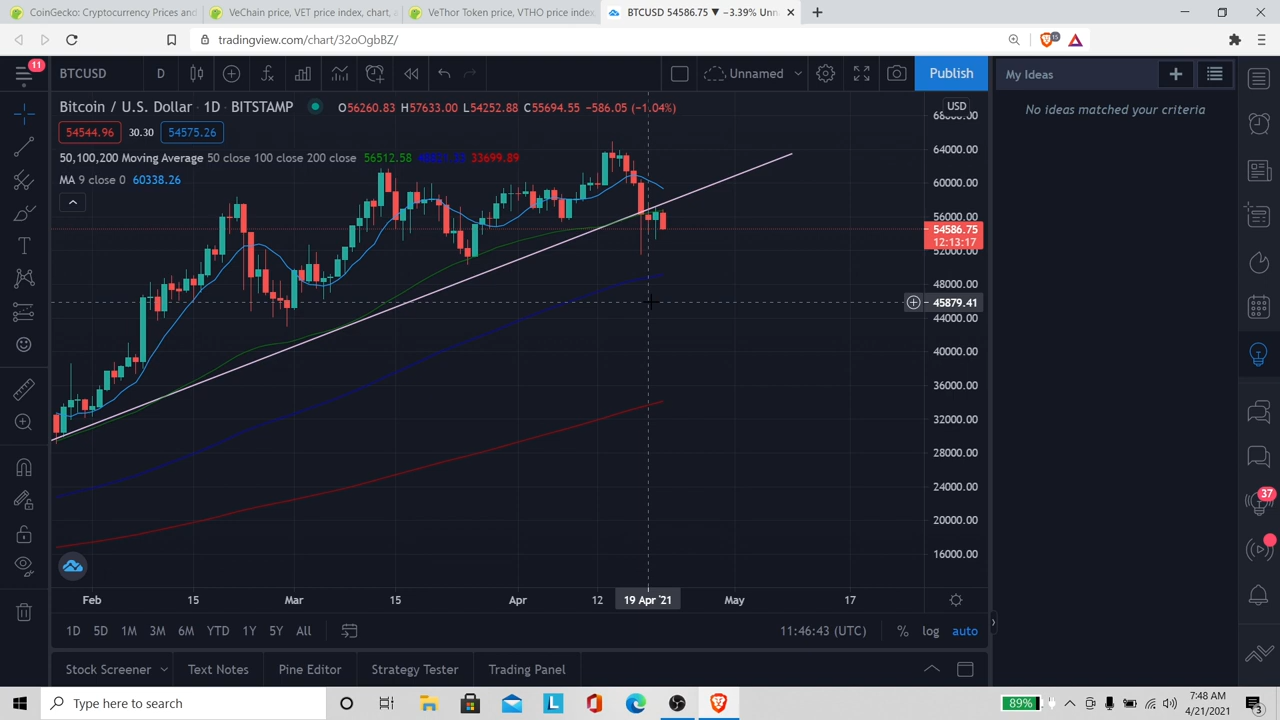 CoinGecko: Cryptocurrency Prices and
VeChain price, VET price index, chart, a
VeThor Token price, VTHO price index
BTCUSD 54586.75 ▼ −3.39% Unn
tradingview.com/chart/32oOgbBZ/
15
11
BTCUSD
D
Unnamed
Publish
My Ideas
No ideas matched your criteria
Bitcoin / U.S. Dollar · 1D · BITSTAMP
O56260.83 H57633.00 L54252.88 C55694.55 −586.05 (−1.04%)
USD
54544.96
30.30
54575.26
50,100,200 Moving Average 50 close 100 close 200 close 56512.58
33699.89
MA 9 close 0 60338.26
68000.00
64000.00
60000.00
56000.00
54586.75
12:13:17
52000.00
48000.00
45879.41
44000.00
40000.00
36000.00
32000.00
28000.00
24000.00
20000.00
16000.00
Feb
15
Mar
15
Apr
12
19 Apr '21
May
17
1D 5D 1M 3M 6M YTD 1Y 5Y All
11:46:43 (UTC)
% log auto
Stock Screener
Text Notes
Pine Editor
Strategy Tester
Trading Panel
37
Type here to search
89%
7:48 AM
4/21/2021
3